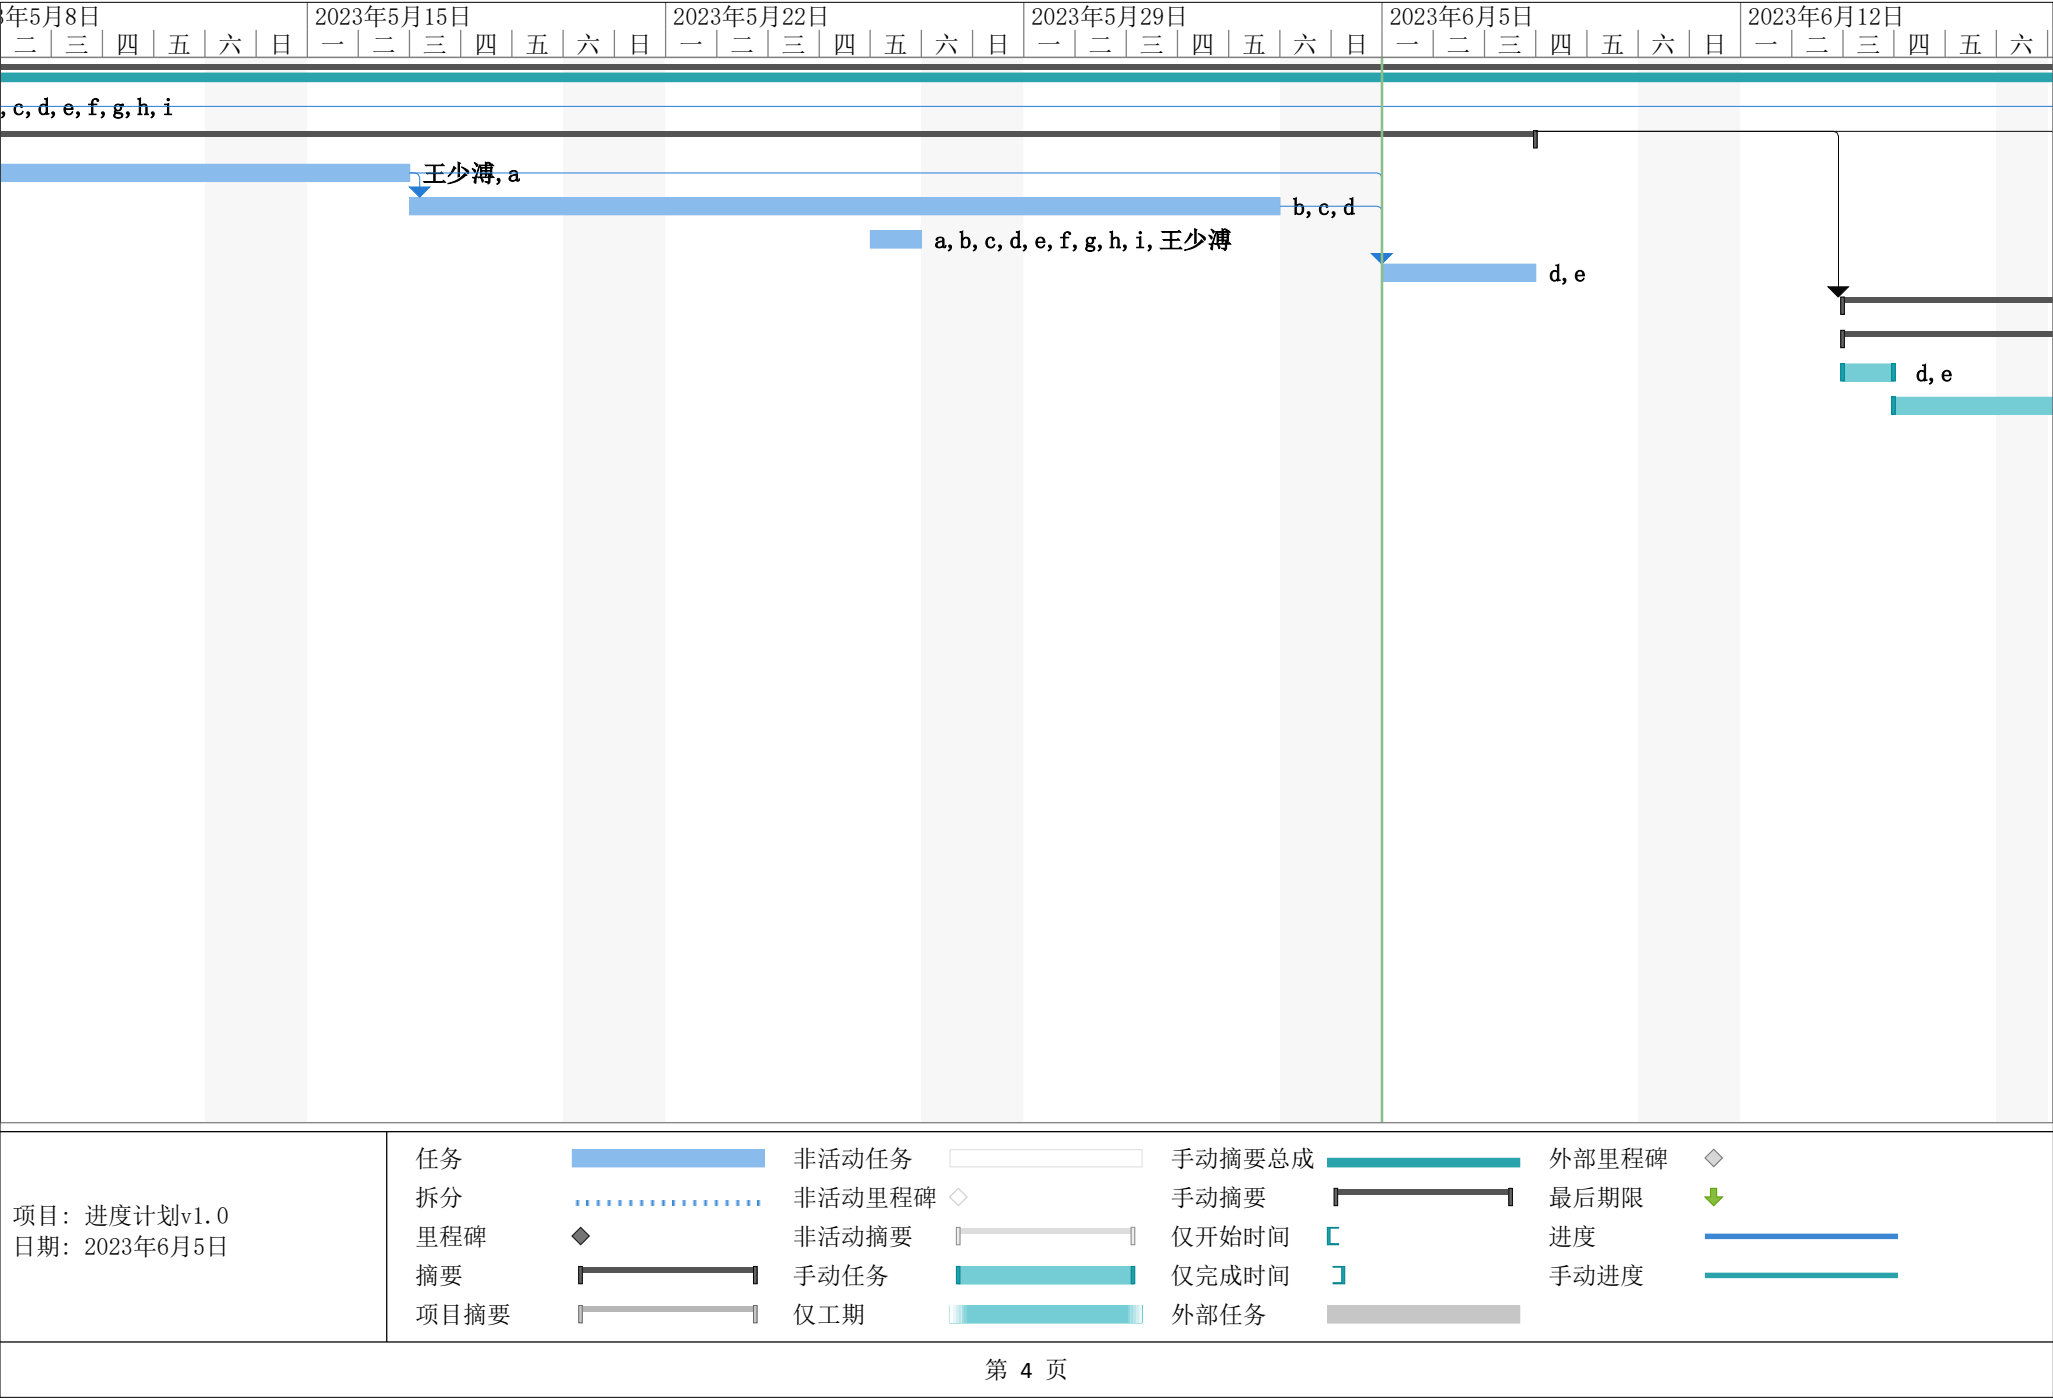 年5月8日 2023年5月15日 2023年5月22日 2023年5月29日 2023年6月5日 2023年6月12日
二 三 四 五 六 日 一 二 三 四 五 六 日 一 二 三 四 五 六 日 一 二 三 四 五 六 日 一 二 三 四 五 六 日 一 二 三 四 五 六
,c,d,e,f,g,h,i
王少溥,a
b,c,d
a,b,c,d,e,f,g,h,i,王少溥
d,e
d,e
项目: 进度计划v1.0
日期: 2023年6月5日
任务
拆分
里程碑
摘要
项目摘要
非活动任务
非活动里程碑
非活动摘要
手动任务
仅工期
手动摘要总成
手动摘要
仅开始时间
仅完成时间
外部任务
外部里程碑
最后期限
进度
手动进度
第 4 页